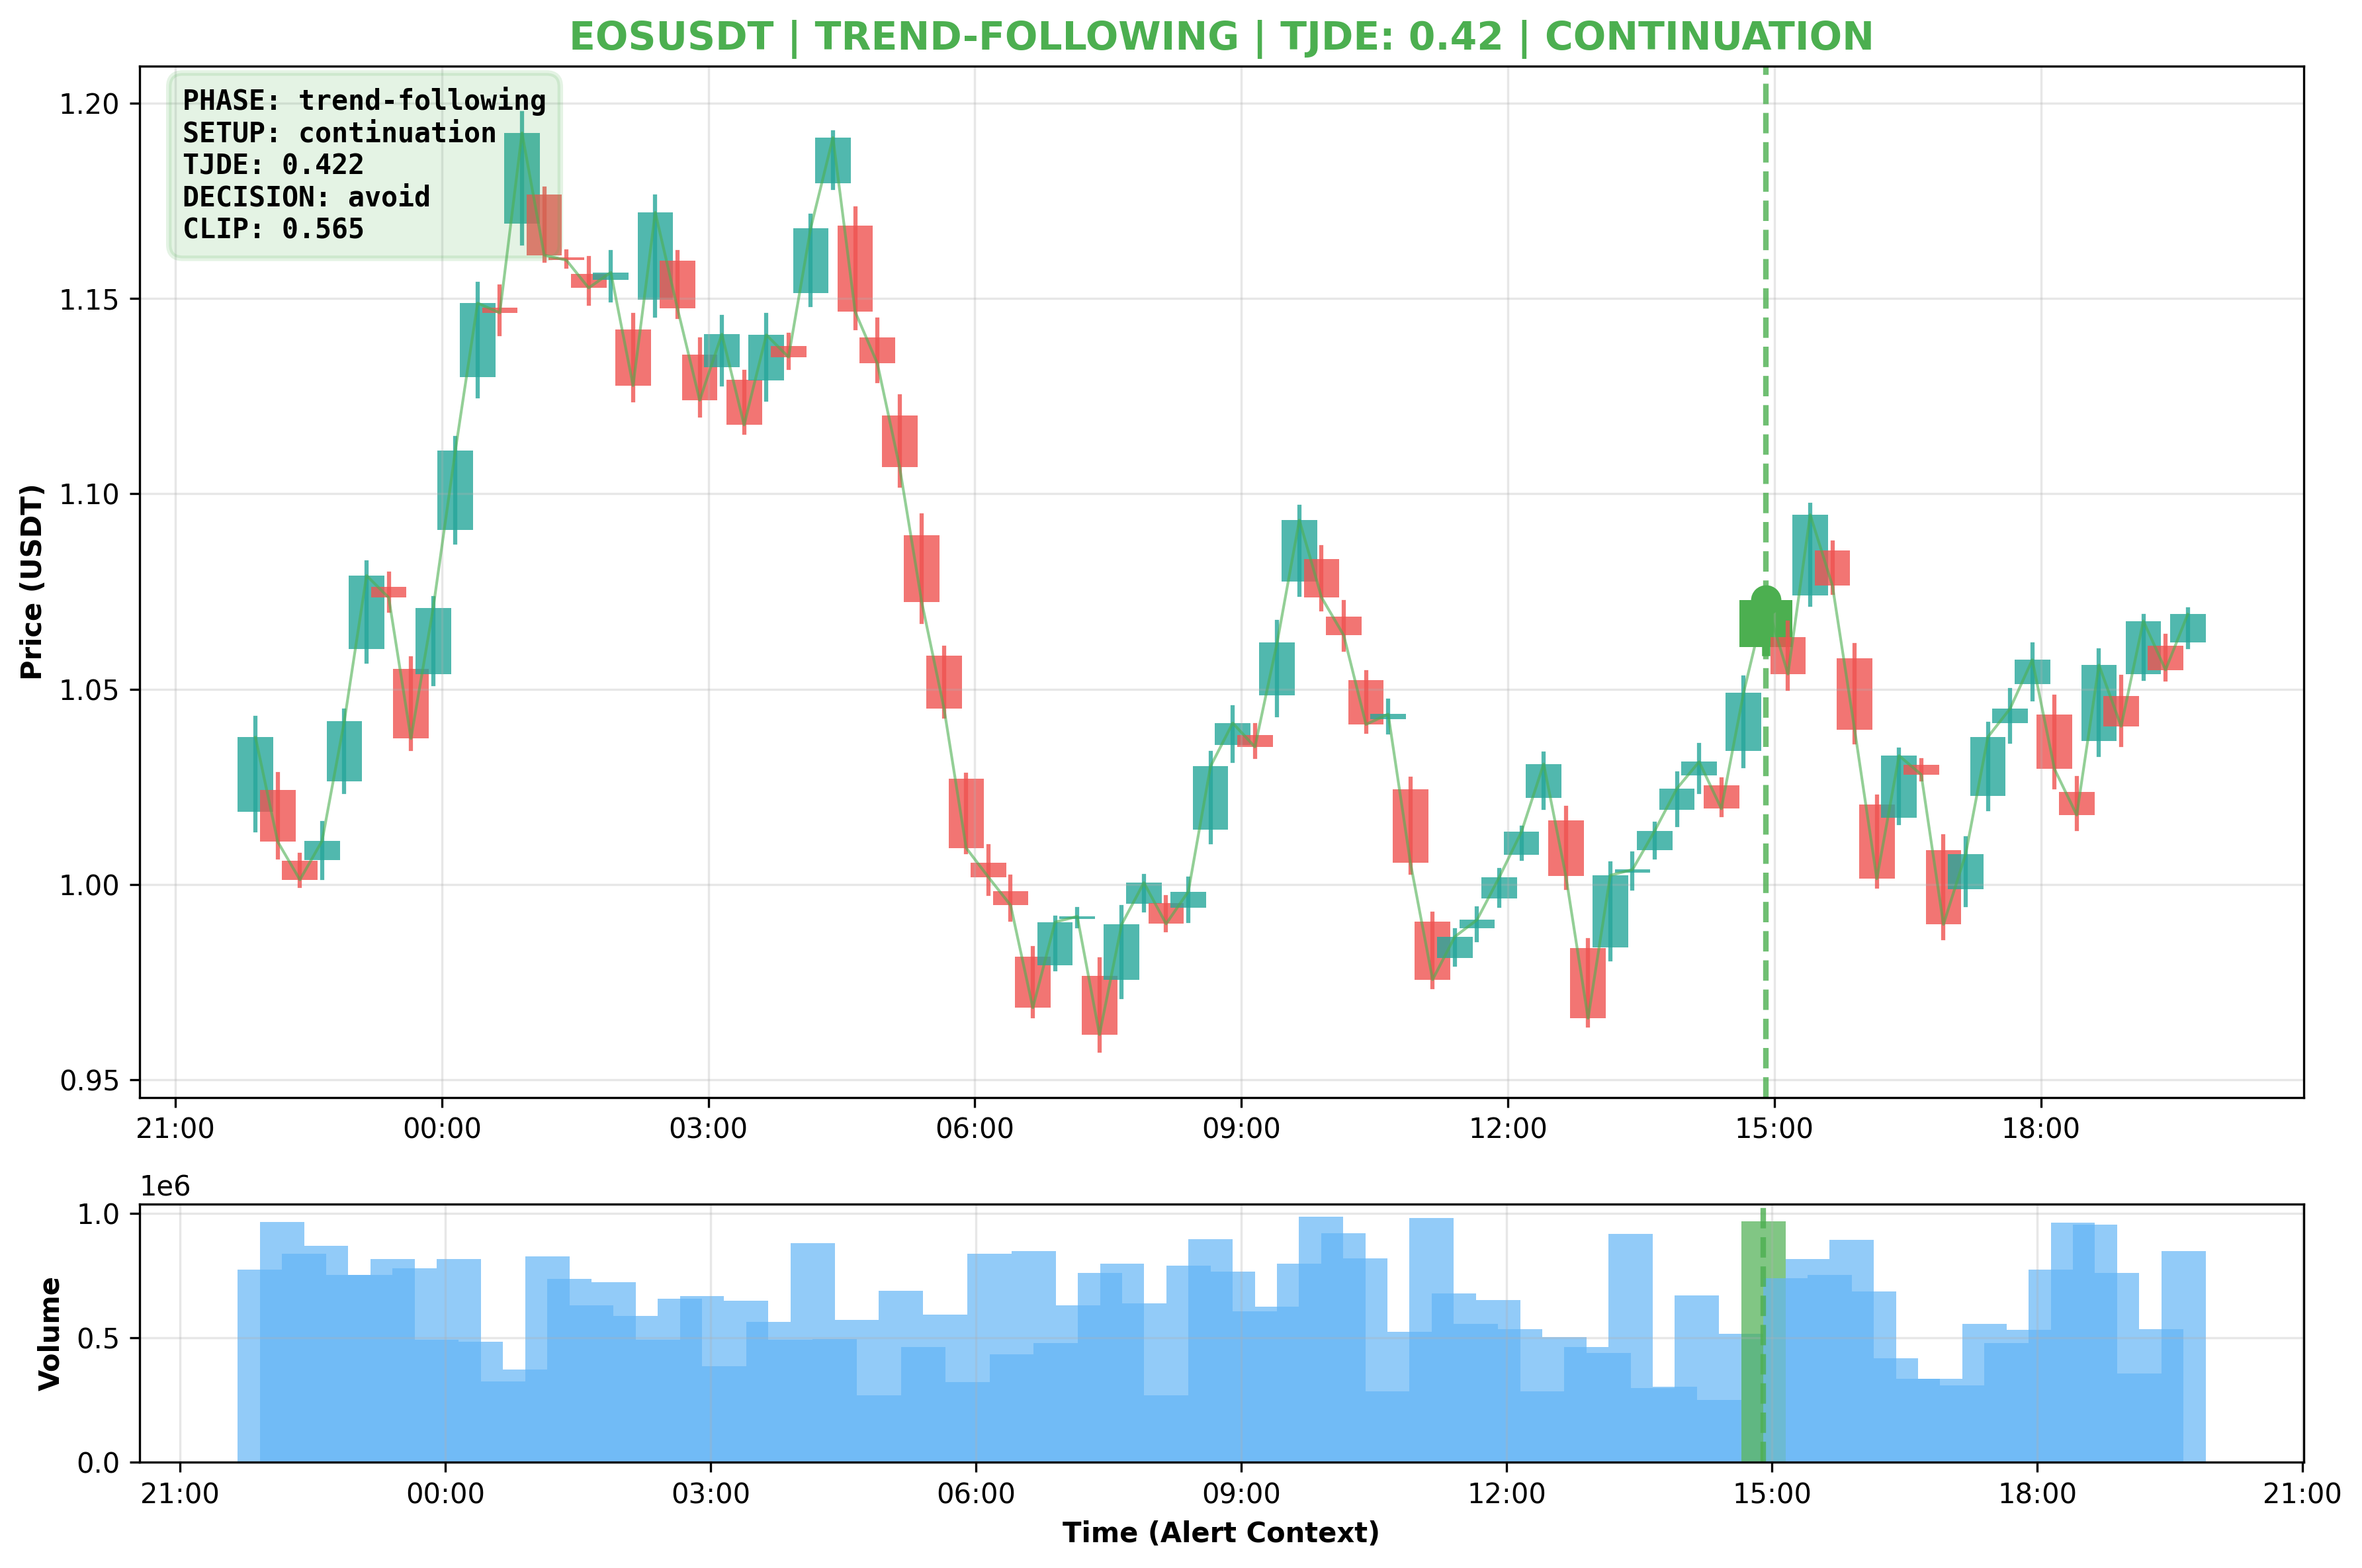 EOSUSDT | TREND-FOLLOWING | TJDE: 0.42 | CONTINUATION
PHASE: trend-following
SETUP: continuation
TJDE: 0.422
DECISION: avoid
CLIP: 0.565
Price (USDT)
1.20
1.15
1.10
1.05
1.00
0.95
21:00 00:00 03:00 06:00 09:00 12:00 15:00 18:00
1e6
Volume
1.0
0.5
0.0
21:00 00:00 03:00 06:00 09:00 12:00 15:00 18:00 21:00
Time (Alert Context)